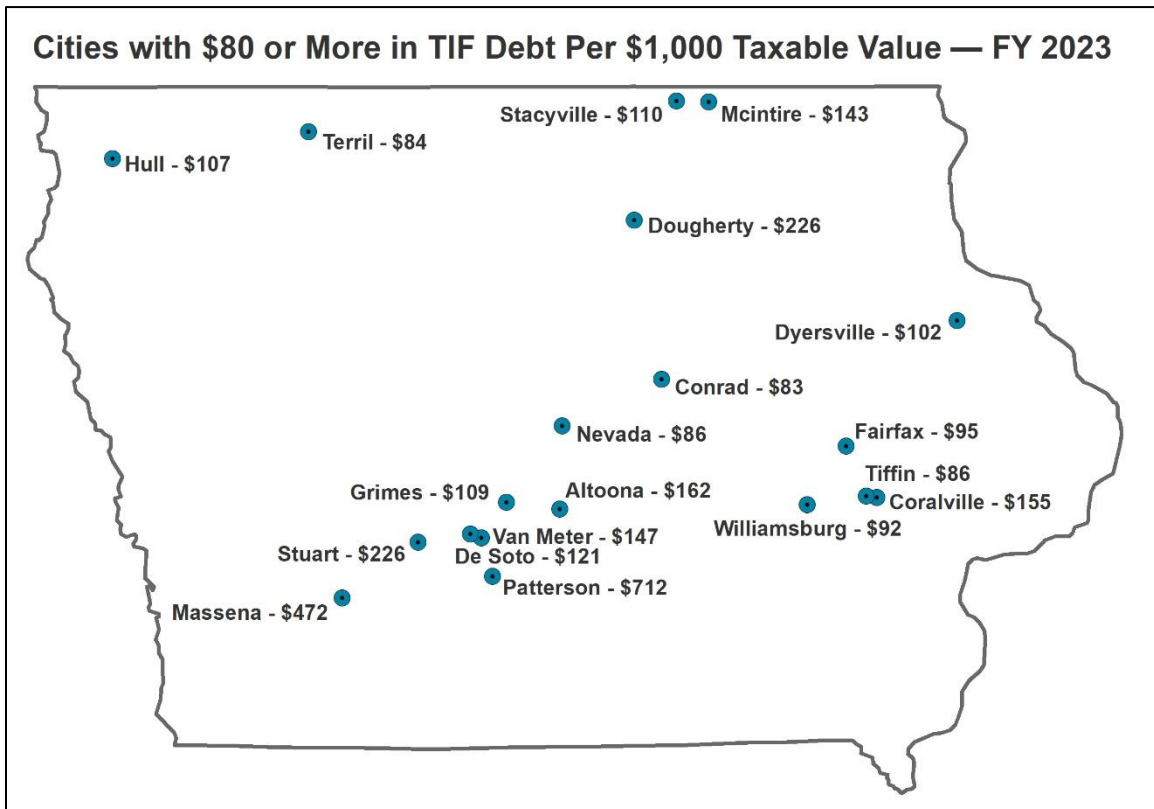 Cities with $80 or More in TIF Debt Per $1,000 Taxable Value — FY 2023
Stacyville - $110
Mcintire - $143
Terril - $84
Hull - $107
Dougherty - $226
Dyersville - $102
Conrad - $83
Nevada - $86
Fairfax - $95
Tiffin - $86
Grimes - $109
Altoona - $162
Coralville - $155
Williamsburg - $92
Van Meter - $147
Stuart - $226
De Soto - $121
Patterson - $712
Massena - $472